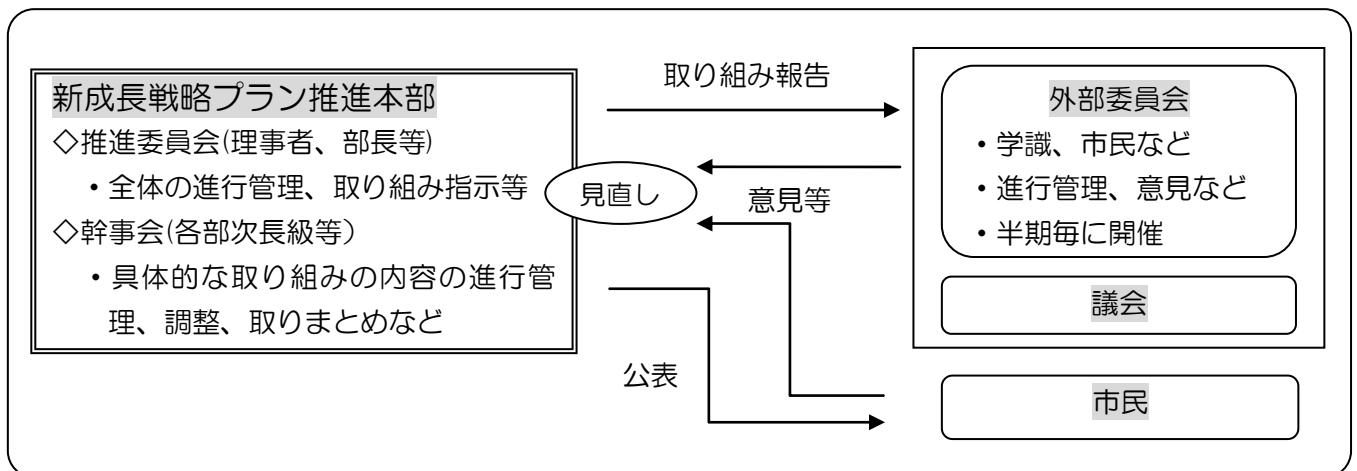 新成長戦略プラン推進本部
◇推進委員会(理事者、部長等)
・全体の進行管理、取り組み指示等
◇幹事会(各部次長級等）
・具体的な取り組みの内容の進行管
理、調整、取りまとめなど
見直し
取り組み報告
意見等
公表
外部委員会
・学識、市民など
・進行管理、意見など
・半期毎に開催
議会
市民